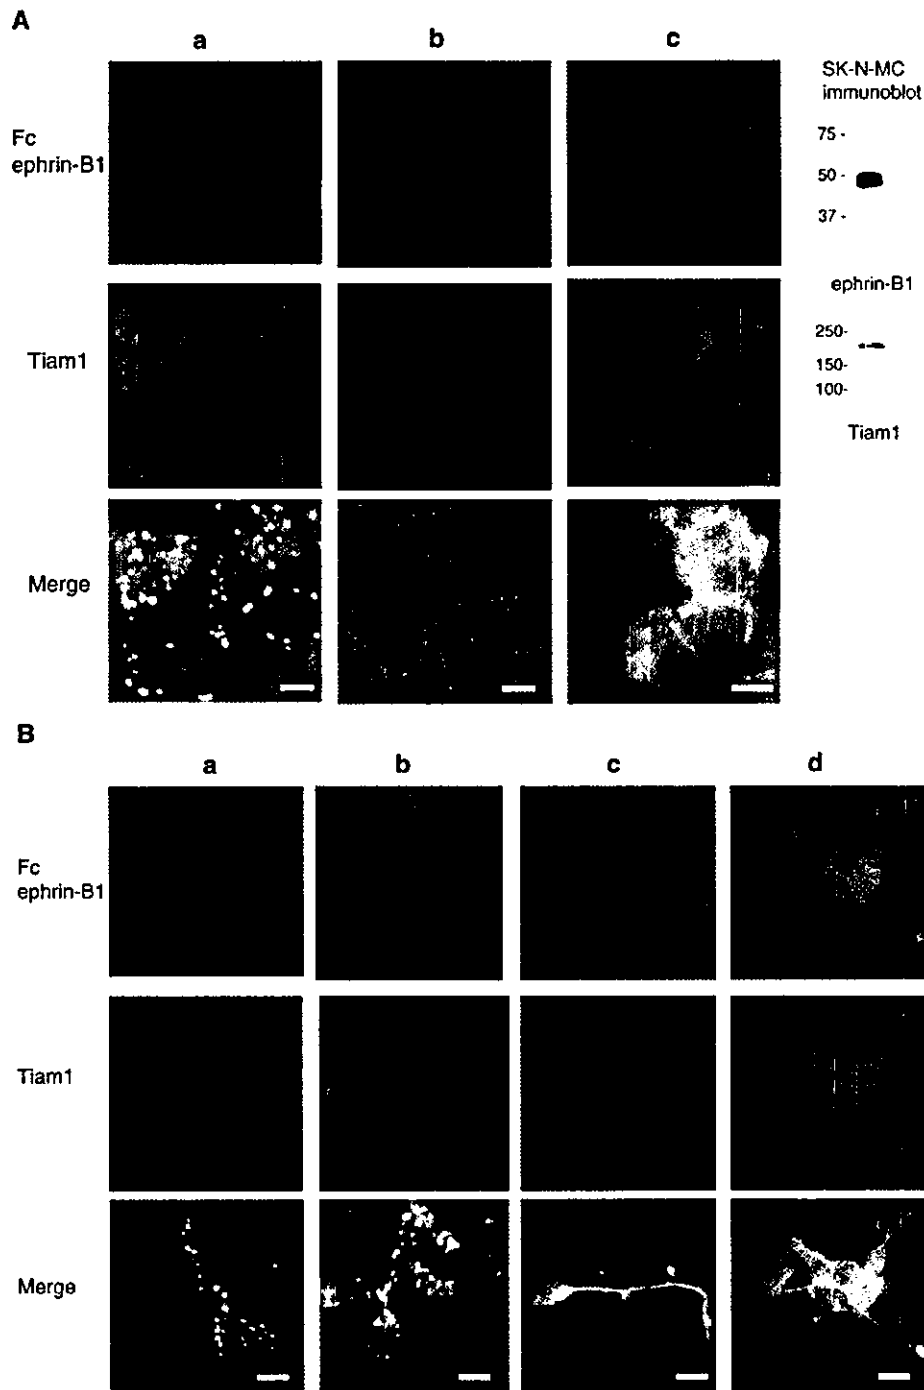 A
a b c
Fc
ephrin-B1
SK-N-MC
immunoblot
75 -
50 -
37 -
ephrin-B1
Tiam1
250-
150-
100-
Tiam1
Merge
B
a b c d
Fc
ephrin-B1
Tiam1
Merge